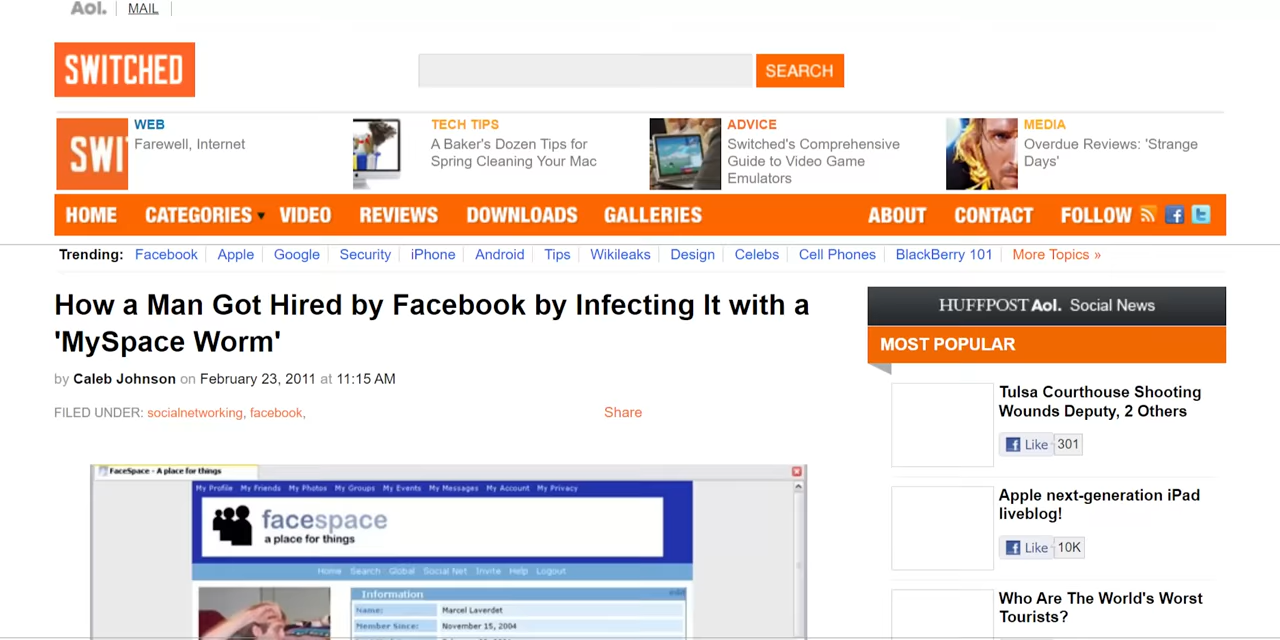 Aol.
MAIL
SWITCHED
SEARCH
SWI
WEB
Farewell, Internet
TECH TIPS
A Baker's Dozen Tips for
Spring Cleaning Your Mac
ADVICE
Switched's Comprehensive
Guide to Video Game
Emulators
MEDIA
Overdue Reviews: 'Strange
Days'
HOME CATEGORIES VIDEO REVIEWS DOWNLOADS GALLERIES ABOUT CONTACT FOLLOW
Trending: Facebook Apple Google Security iPhone Android Tips Wikileaks Design Celebs Cell Phones BlackBerry 101 More Topics »
How a Man Got Hired by Facebook by Infecting It with a
'MySpace Worm'
by Caleb Johnson on February 23, 2011 at 11:15 AM
FILED UNDER: socialnetworking, facebook,
Share
FaceSpace - A place for things
My Profile My Friends My Photos My Groups My Events My Messages My Account My Privacy
facespace
a place for things
Home Search Global Social Net Invite Help Logout
Information
edit
Name: Marcel Laverdet
Member Since: November 15, 2004
HUFFPOST Aol. Social News
MOST POPULAR
Tulsa Courthouse Shooting
Wounds Deputy, 2 Others
Like 301
Apple next-generation iPad
liveblog!
Like 10K
Who Are The World's Worst
Tourists?